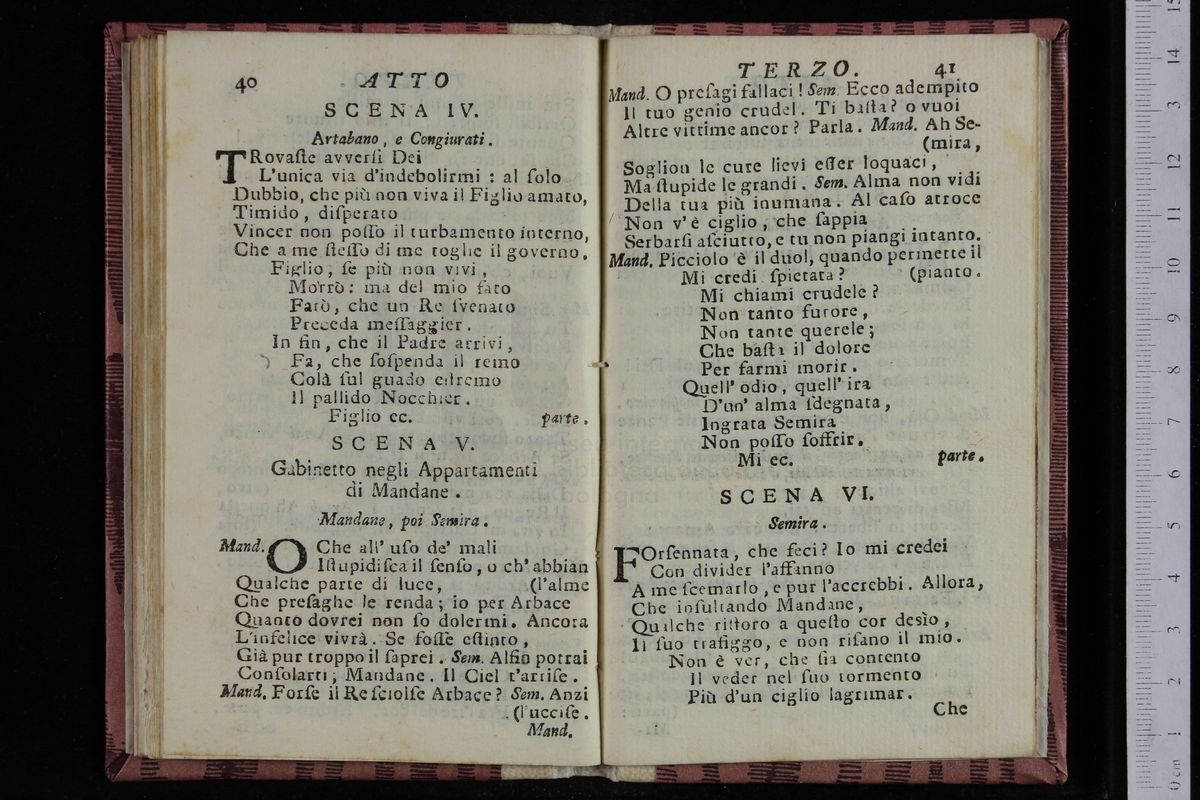 40 ATTO
SCENA IV.
Artabano, e Congiurati.
TRovaſte avverſi Dei
L'unica via d'indebolirmi : al ſolo
Dubbio, che più non viva il Figlio amato,
Timido, diſperato
Vincer non poſſo il turbamento interno,
Che a me ſteſſo di me toglie il governo.
Figlio, ſe più non vivi,
Morrò: ma del mio fato
Farò, che un Re ſvenato
Preceda meſſaggier.
In fin, che il Padre arrivi,
Fa, che ſoſpenda il remo
Colà ſul guado eſtremo
Il pallido Nocchier.
Figlio ec. parte.
SCENA V.
Gabinetto negli Appartamenti
di Mandane.
Mandane, poi Semira.
Mand. O Che all' uſo de' mali
Iſtupidiſca il ſenſo, o ch' abbian
Qualche parte di luce, (l'alme
Che preſaghe le renda; io per Arbace
Quanto dovrei non ſo dolermi. Ancora
L'infelice vivrà. Se foſſe eſtinto,
Già pur troppo il ſaprei. Sem. Alfin potrai
Conſolarti, Mandane. Il Ciel t'arriſe.
Mand. Forſe il Re ſciolſe Arbace? Sem. Anzi
(l'ucciſe.
Mand.
TERZO. 41
Mand. O preſagi fallaci! Sem. Ecco adempito
Il tuo genio crudel. Ti baſta? o vuoi
Altre vittime ancor? Parla. Mand. Ah Se-
(mira,
Soglion le cure lievi eſſer loquaci,
Ma ſtupide le grandi. Sem. Alma non vidi
Della tua più inumana. Al caſo atroce
Non v' è ciglio, che ſappia
Serbarſi aſciutto, e tu non piangi intanto.
Mand. Picciolo è il duol, quando permette il
Mi credi ſpietata? (pianto.
Mi chiami crudele?
Non tanto furore,
Non tante querele;
Che baſta il dolore
Per farmi morir.
Quell' odio, quell' ira
D'un' alma ſdegnata,
Ingrata Semira
Non poſſo ſoffrir.
Mi ec. parte.
SCENA VI.
Semira.
FOrſennata, che feci? Io mi credei
Con divider l'affanno
A me ſcemarlo, e pur l'accrebbi. Allora,
Che inſultando Mandane,
Qualche riſtoro a queſto cor desìo,
Il ſuo trafiggo, e non riſano il mio.
Non è ver, che ſia contento
Il veder nel ſuo tormento
Più d'un ciglio lagrimar.
Che